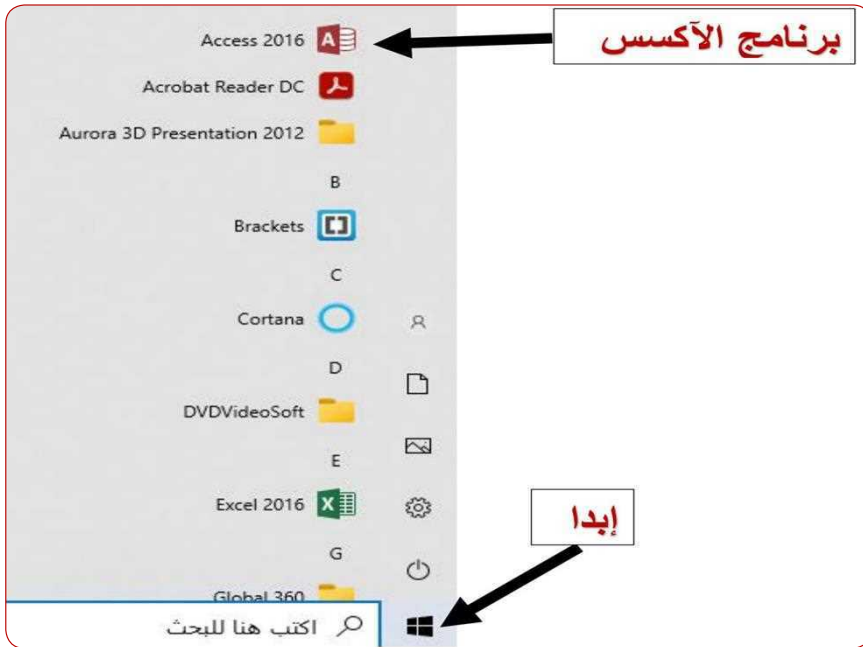 برنامج الآكسس
Access 2016
Acrobat Reader DC
Aurora 3D Presentation 2012
B
Brackets
C
Cortana
D
DVDVideoSoft
E
Excel 2016
إبدا
G
Global 360
اكتب هنا للبحث